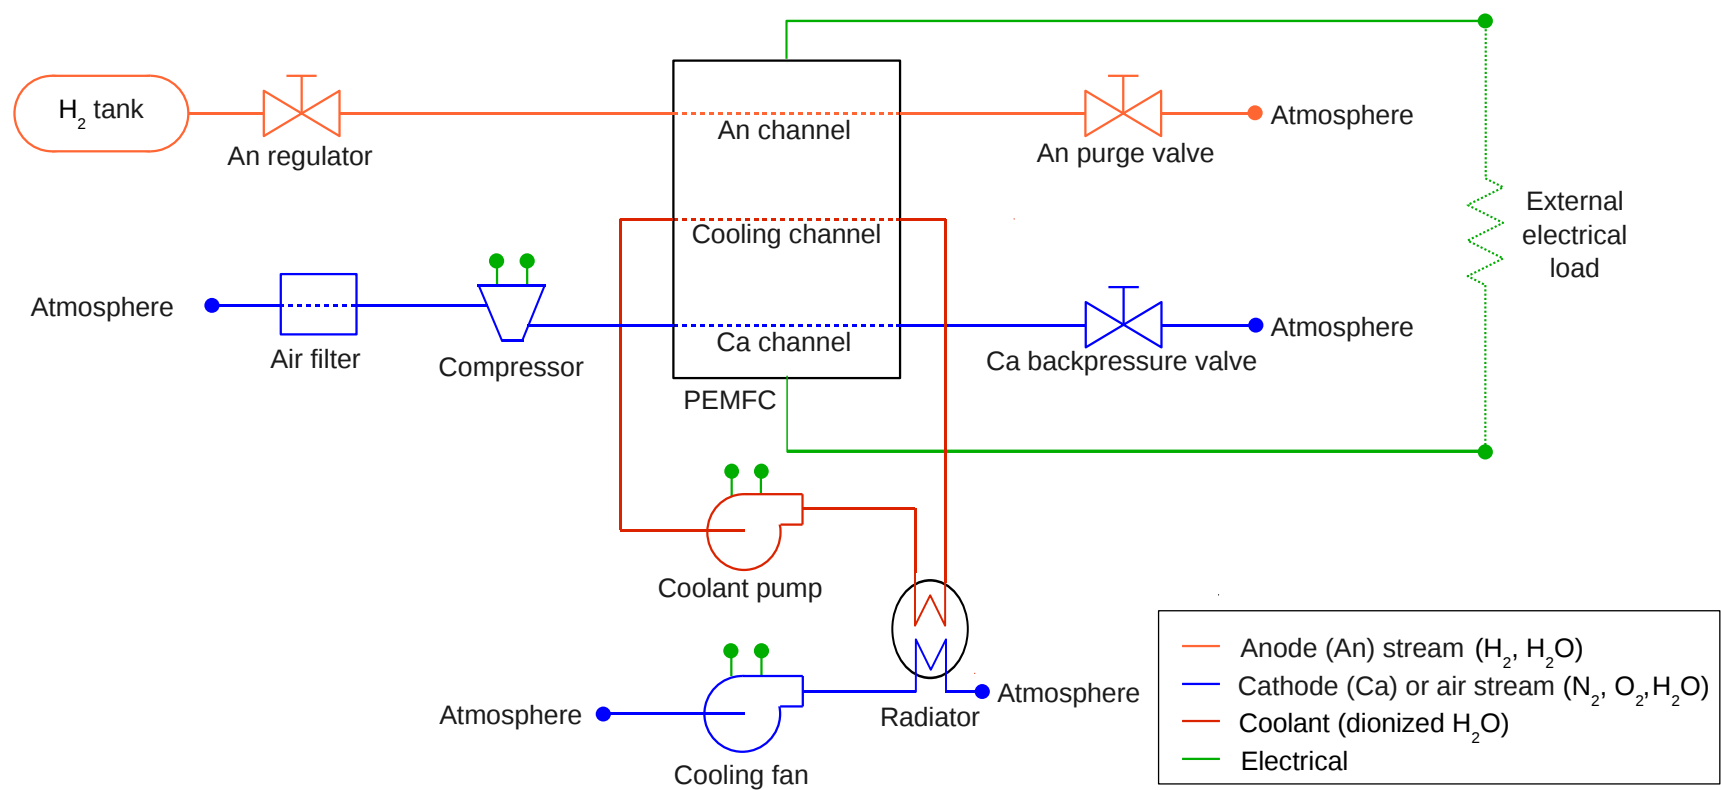 H2 tank
An regulator
An channel
An purge valve
Atmosphere
External
electrical
load
Cooling channel
Atmosphere
Air filter
Compressor
Ca channel
Ca backpressure valve
Atmosphere
PEMFC
Coolant pump
Radiator
Atmosphere
Atmosphere
Cooling fan
Anode (An) stream (H2, H2O)
Cathode (Ca) or air stream (N2, O2,H2O)
Coolant (dionized H2O)
Electrical